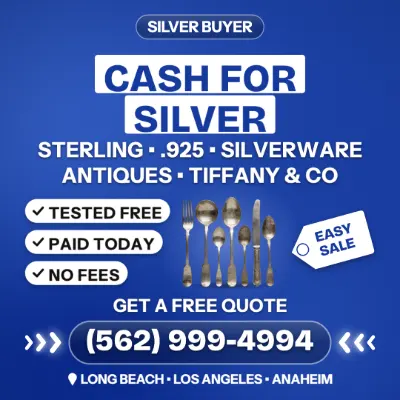 SILVER BUYER
CASH FOR
SILVER
STERLING • .925 • SILVERWARE
ANTIQUES • TIFFANY & CO
TESTED FREE
PAID TODAY
NO FEES
EASY
SALE
GET A FREE QUOTE
(562) 999-4994
LONG BEACH • LOS ANGELES • ANAHEIM